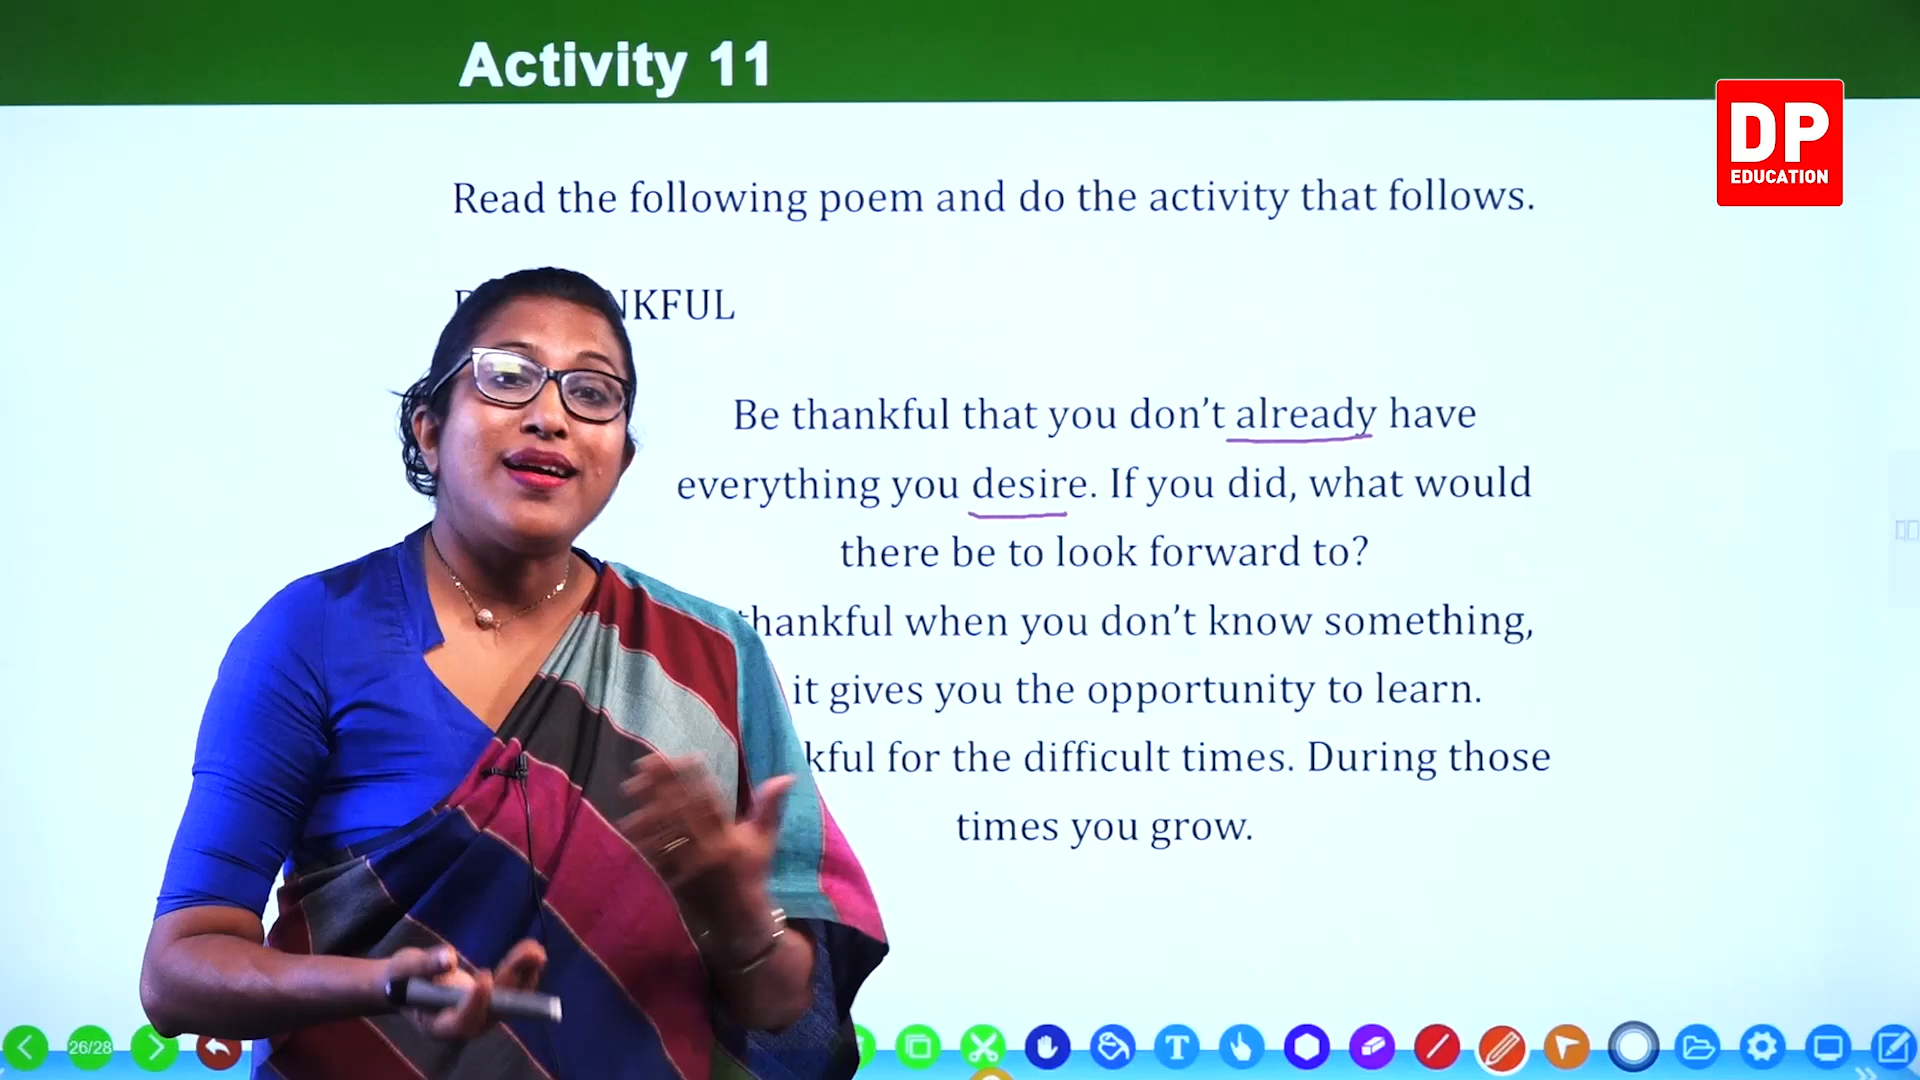 Activity 11
DP
EDUCATION
Read the following poem and do the activity that follows.
NKFUL
Be thankful that you don’t already have
everything you desire. If you did, what would
there be to look forward to?
thankful when you don’t know something,
it gives you the opportunity to learn.
kful for the difficult times. During those
times you grow.
26/28
T